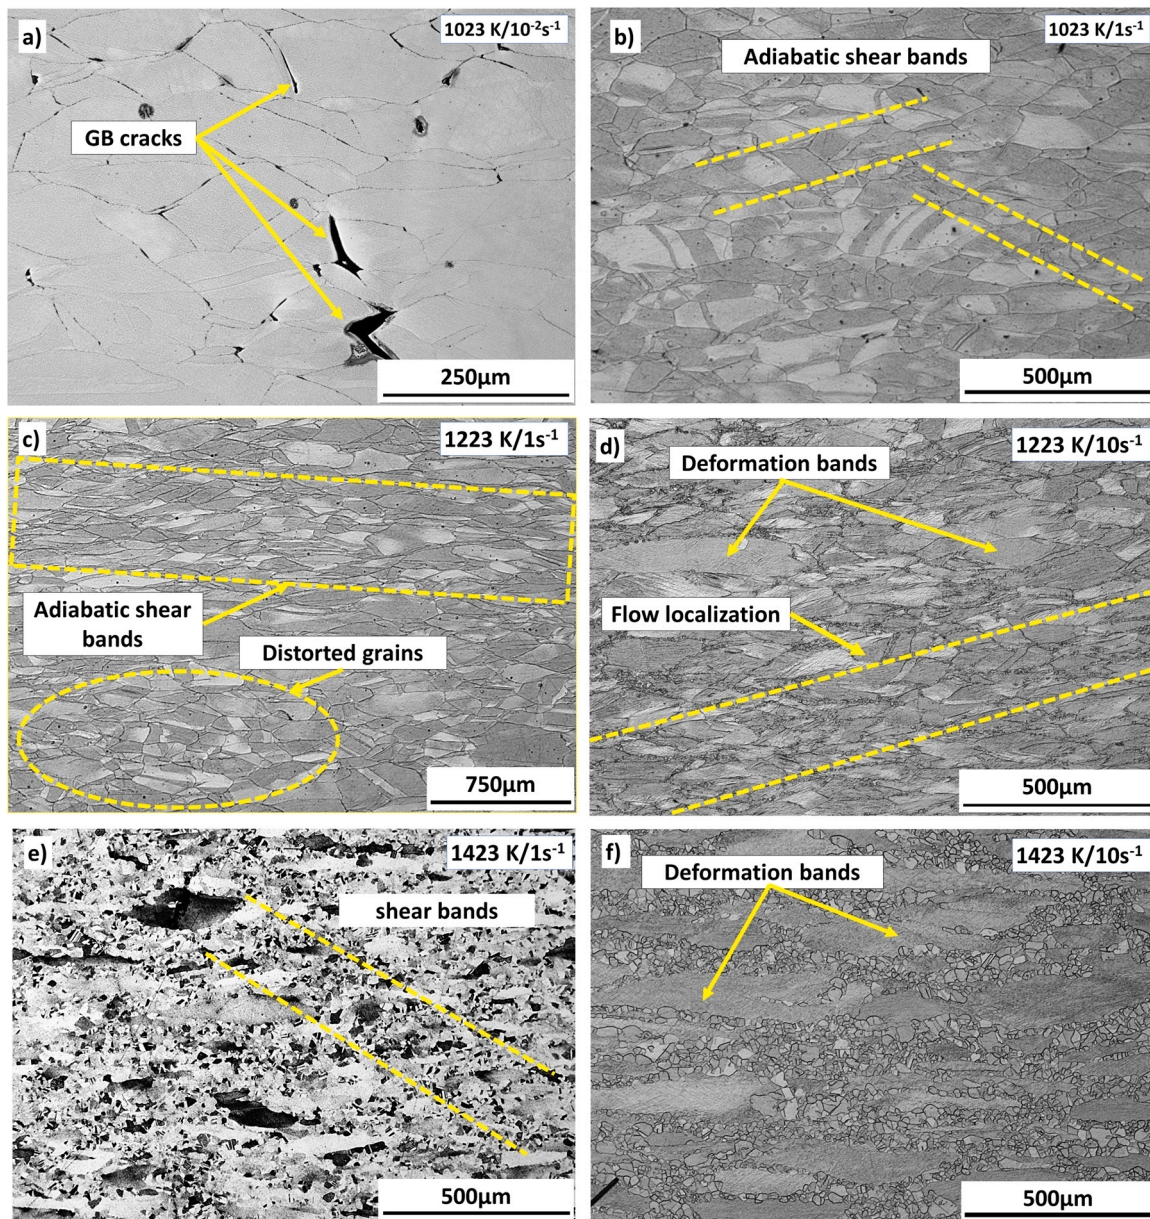 a)
1023 K/10⁻²s⁻¹
GB cracks
250µm
b)
1023 K/1s⁻¹
Adiabatic shear bands
500µm
c)
1223 K/1s⁻¹
Adiabatic shear
bands
Distorted grains
750µm
d)
1223 K/10s⁻¹
Deformation bands
Flow localization
500µm
e)
1423 K/1s⁻¹
shear bands
500µm
f)
1423 K/10s⁻¹
Deformation bands
500µm